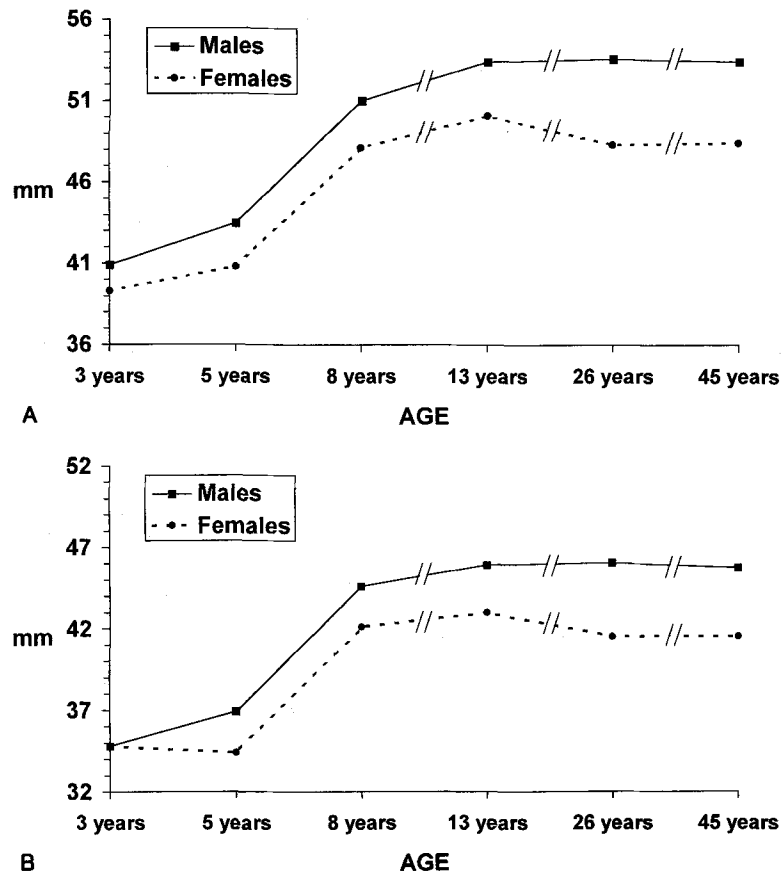 56
Males
Females
51
46
mm
41
36
3 years 5 years 8 years 13 years 26 years 45 years
A AGE
52
Males
Females
47
mm
42
37
32
3 years 5 years 8 years 13 years 26 years 45 years
B AGE